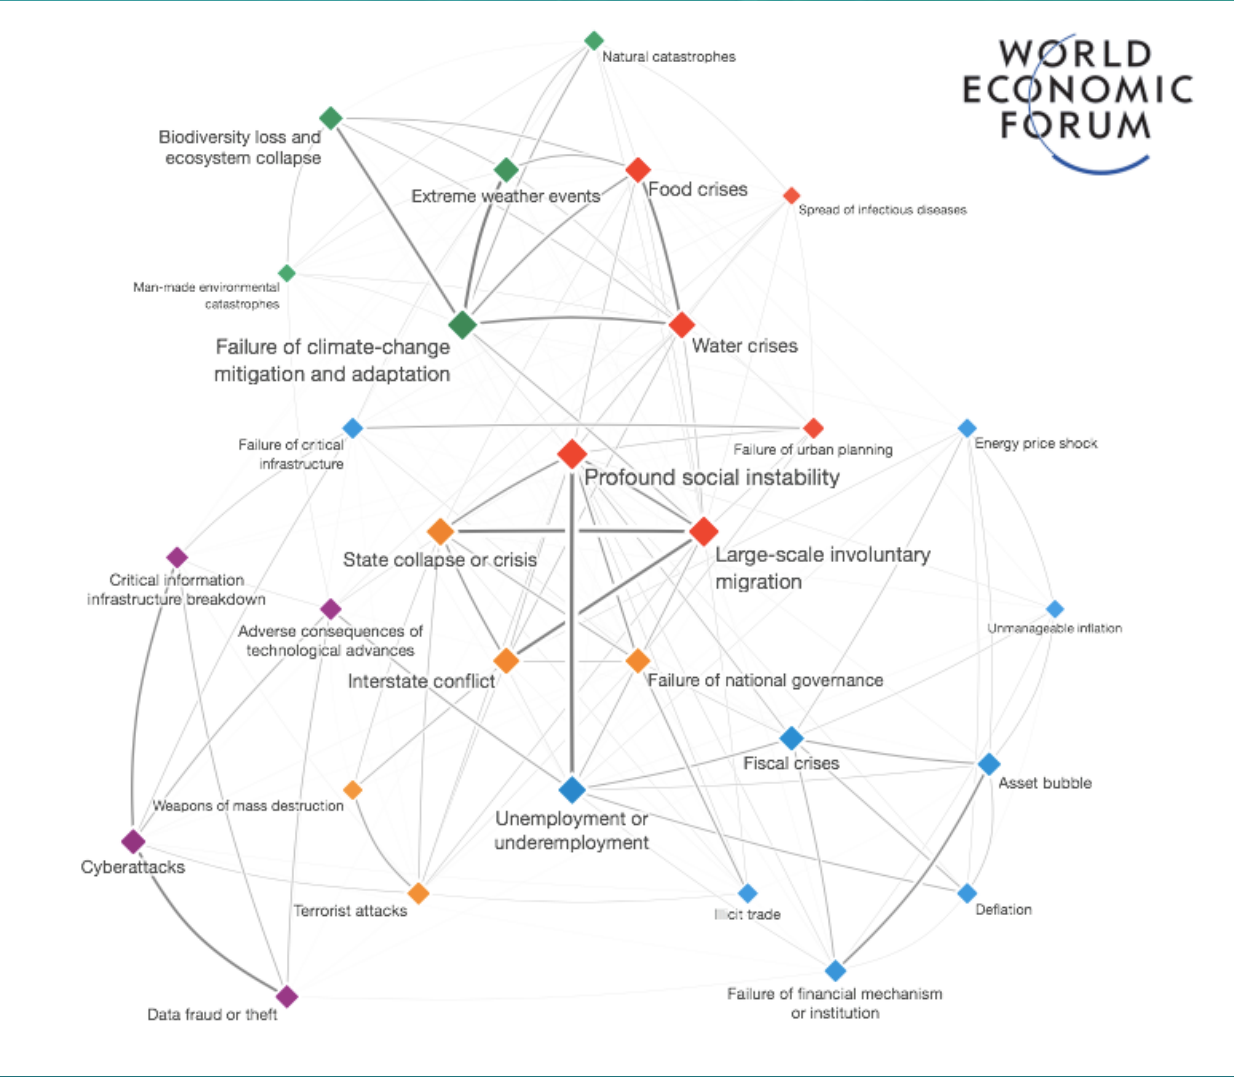 WORLD
ECONOMIC
FORUM
Natural catastrophes
Biodiversity loss and
ecosystem collapse
Extreme weather events
Food crises
Spread of infectious diseases
Man-made environmental
catastrophes
Failure of climate-change
mitigation and adaptation
Water crises
Failure of critical
infrastructure
Failure of urban planning
Energy price shock
Profound social instability
State collapse or crisis
Large-scale involuntary
migration
Critical information
infrastructure breakdown
Adverse consequences of
technological advances
Unmanageable inflation
Interstate conflict
Failure of national governance
Fiscal crises
Asset bubble
Weapons of mass destruction
Unemployment or
underemployment
Cyberattacks
Terrorist attacks
Illicit trade
Deflation
Failure of financial mechanism
or institution
Data fraud or theft